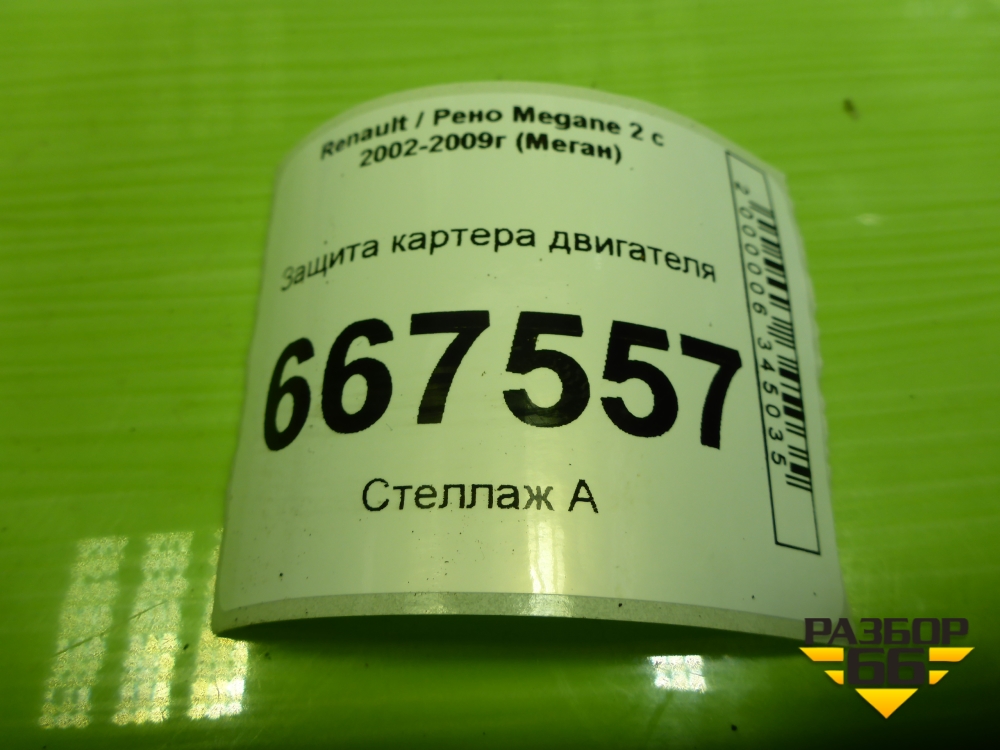 Renault / Рено Megane 2 с
2002-2009г (Меган)
Защита картера двигателя
667557
Стеллаж А
2000006345035
РАЗБОР
66